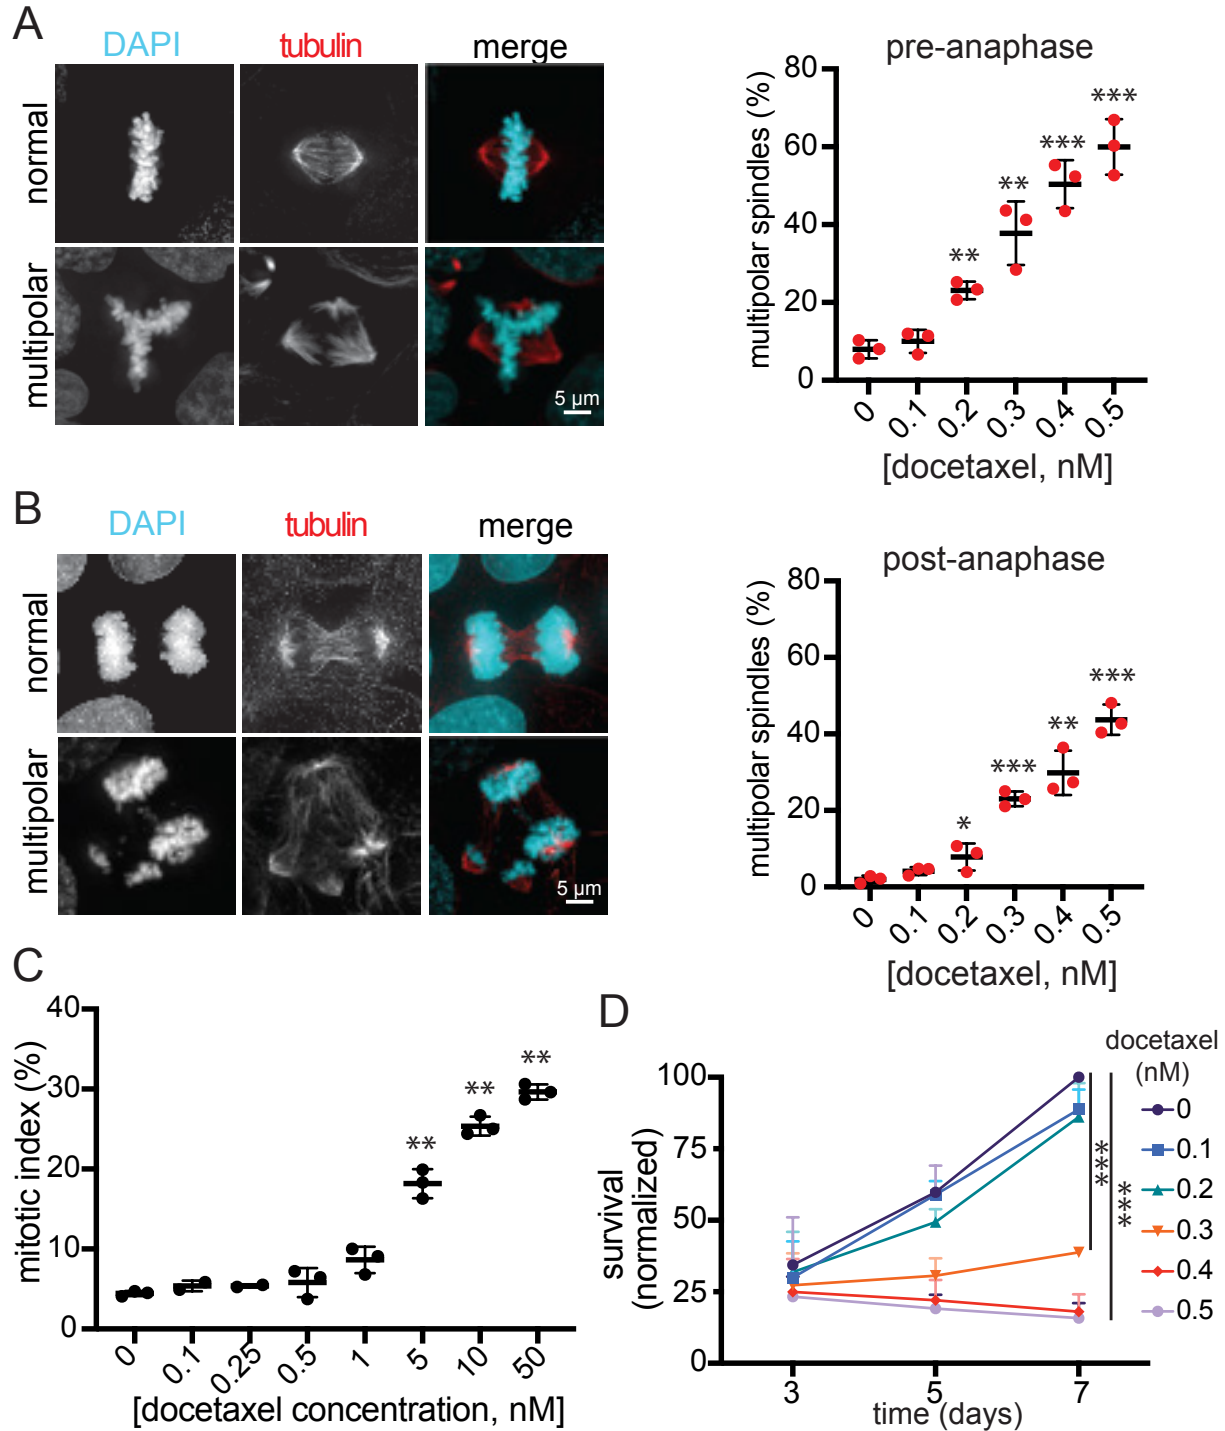 A
DAPI
tubulin
merge
normal
multipolar
5 µm
pre-anaphase
multipolar spindles (%)
80
60
40
20
0
**
**
***
***
0
0.1
0.2
0.3
0.4
0.5
[docetaxel, nM]
B
DAPI
tubulin
merge
normal
multipolar
5 µm
post-anaphase
multipolar spindles (%)
80
60
40
20
0
*
***
**
***
0
0.1
0.2
0.3
0.4
0.5
[docetaxel, nM]
C
mitotic index (%)
40
30
20
10
0
**
**
**
0
0.1
0.25
0.5
1
5
10
50
[docetaxel concentration, nM]
D
survival
(normalized)
100
75
50
25
0
3
5
7
time (days)
***
***
docetaxel
(nM)
0
0.1
0.2
0.3
0.4
0.5